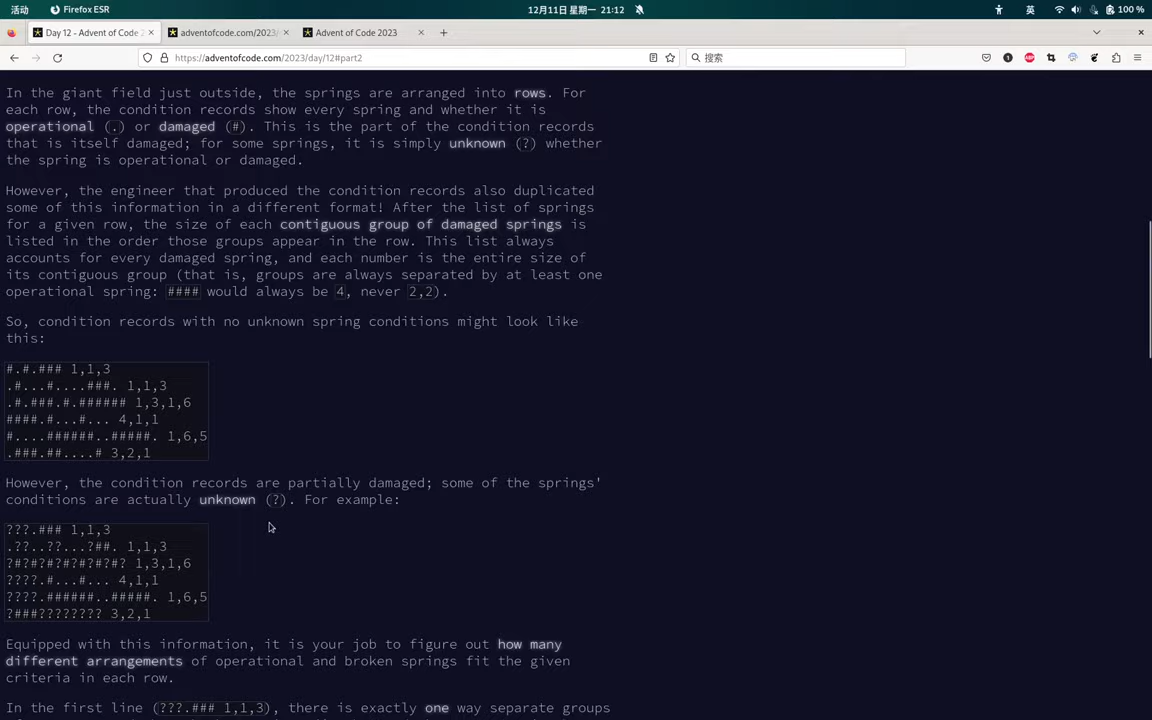 活动 Firefox ESR 12月11日 星期一 21:12 英 100 %
Day 12 - Advent of Code 2 adventofcode.com/2023/ Advent of Code 2023
https://adventofcode.com/2023/day/12#part2 搜索
In the giant field just outside, the springs are arranged into rows. For
each row, the condition records show every spring and whether it is
operational (.) or damaged (#). This is the part of the condition records
that is itself damaged; for some springs, it is simply unknown (?) whether
the spring is operational or damaged.
However, the engineer that produced the condition records also duplicated
some of this information in a different format! After the list of springs
for a given row, the size of each contiguous group of damaged springs is
listed in the order those groups appear in the row. This list always
accounts for every damaged spring, and each number is the entire size of
its contiguous group (that is, groups are always separated by at least one
operational spring: #### would always be 4, never 2,2).
So, condition records with no unknown spring conditions might look like
this:
#.#.### 1,1,3
.#...#....###. 1,1,3
.#.###.#.###### 1,3,1,6
####.#...#... 4,1,1
#....######..#####. 1,6,5
.###.##....# 3,2,1
However, the condition records are partially damaged; some of the springs'
conditions are actually unknown (?). For example:
???.### 1,1,3
.??..??...?##. 1,1,3
?#?#?#?#?#?#?#? 1,3,1,6
????.#...#... 4,1,1
????.######..#####. 1,6,5
?###???????? 3,2,1
Equipped with this information, it is your job to figure out how many
different arrangements of operational and broken springs fit the given
criteria in each row.
In the first line (???.### 1,1,3), there is exactly one way separate groups